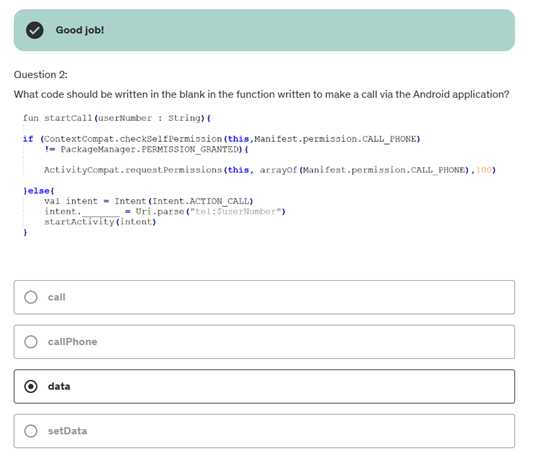 Good job!
Question 2:
What code should be written in the blank in the function written to make a call via the Android application?
fun startCall(userNumber : String){
if (ContextCompat.checkSelfPermission(this,Manifest.permission.CALL_PHONE)
!= PackageManager.PERMISSION_GRANTED){
ActivityCompat.requestPermissions(this, arrayOf(Manifest.permission.CALL_PHONE),100)
}else{
val intent = Intent(Intent.ACTION_CALL)
intent._______ = Uri.parse("tel:$userNumber")
startActivity(intent)
}
call
callPhone
data
setData